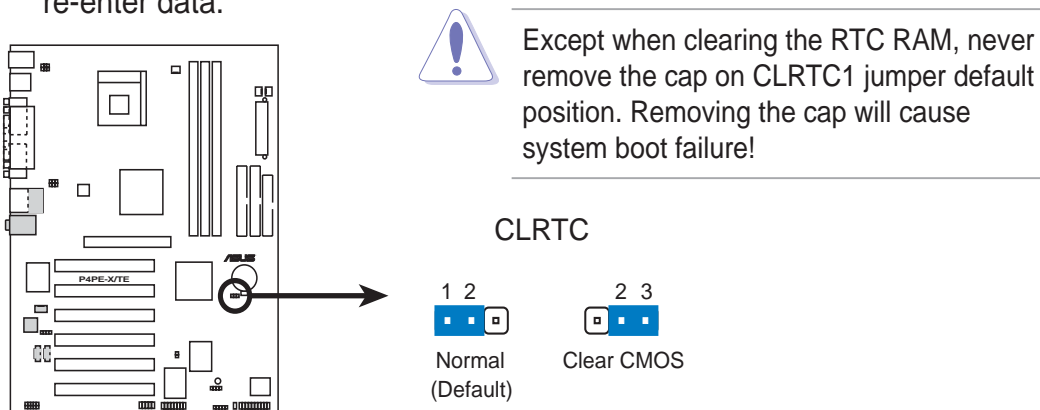 re-enter data.
Except when clearing the RTC RAM, never
remove the cap on CLRTC1 jumper default
position. Removing the cap will cause
system boot failure!
CLRTC
ASUS
P4PE-X/TE
1 2
2 3
Normal
(Default)
Clear CMOS